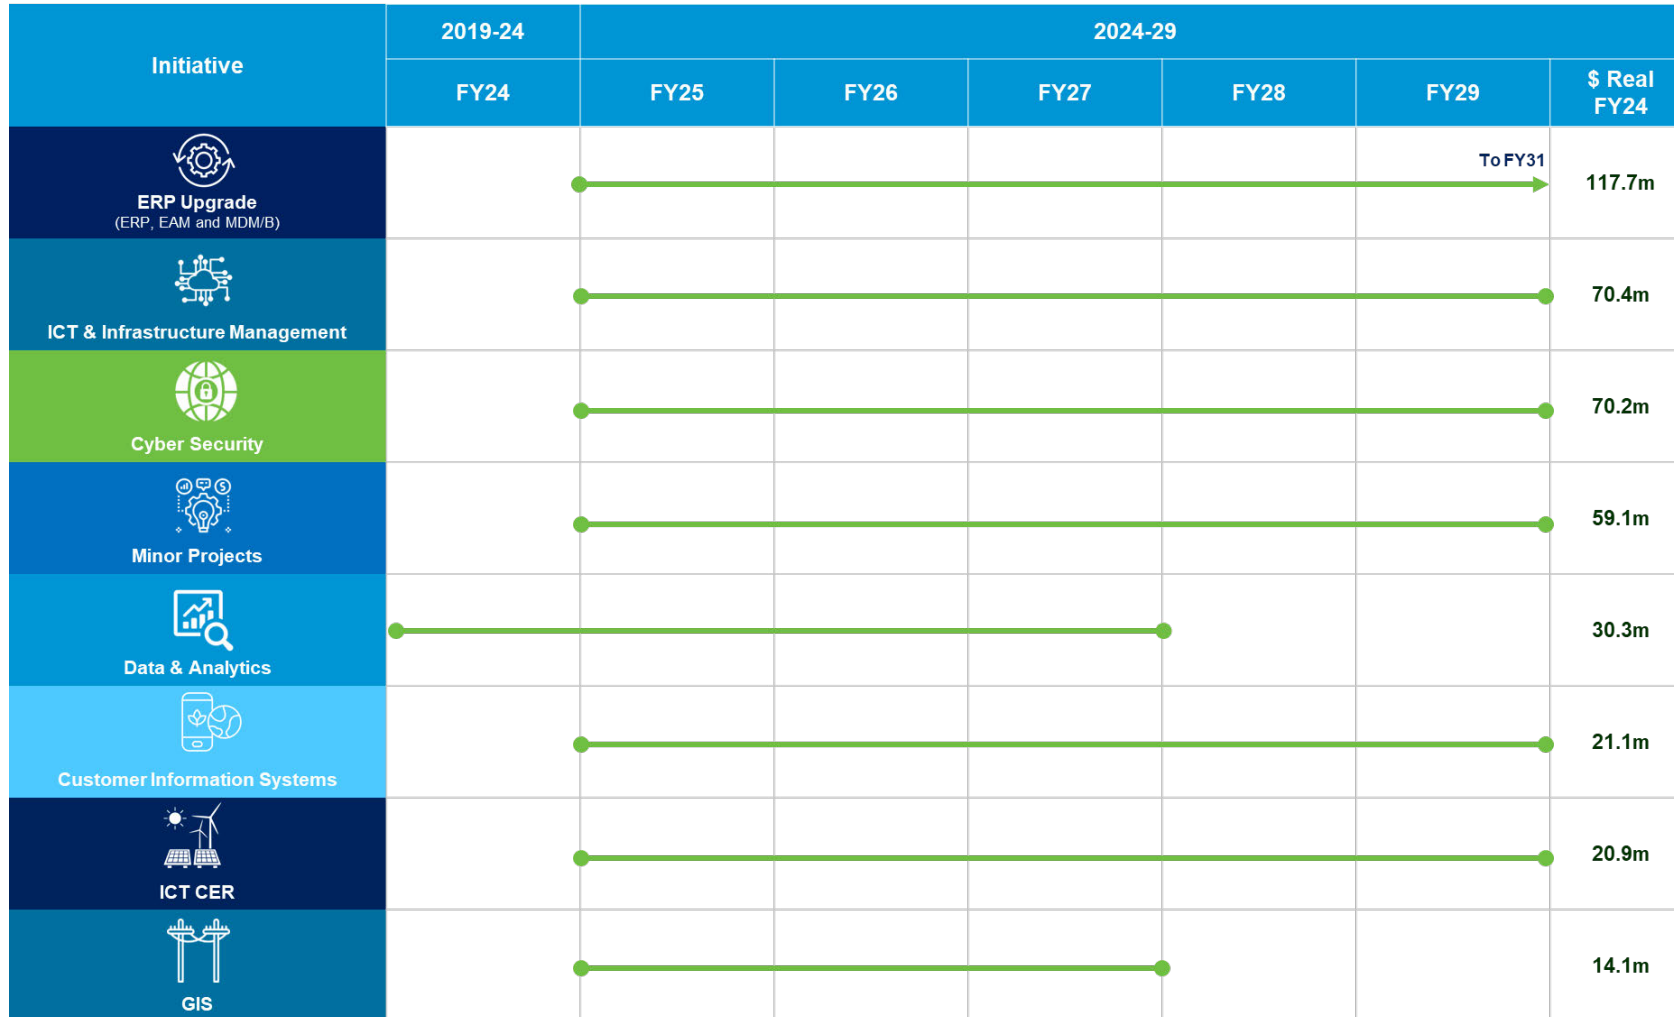 Initiative
2019-24
2024-29
FY24
FY25
FY26
FY27
FY28
FY29
$ Real
FY24
ERP Upgrade
(ERP, EAM and MDM/B)
To FY31
117.7m
ICT & Infrastructure Management
70.4m
Cyber Security
70.2m
Minor Projects
59.1m
Data & Analytics
30.3m
Customer Information Systems
21.1m
ICT CER
20.9m
GIS
14.1m